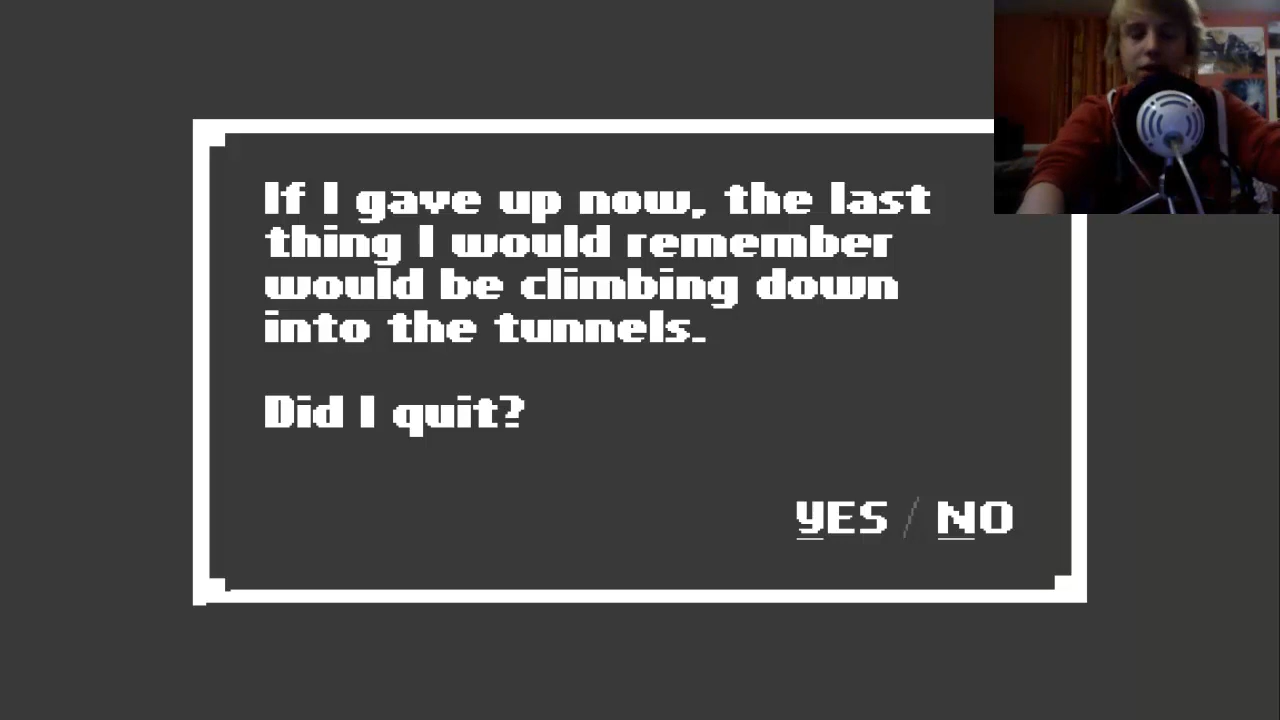 If I gave up now, the last
thing I would remember
would be climbing down
into the tunnels.
Did I quit?
YES / NO